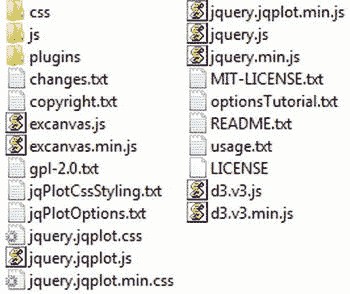 css
js
plugins
changes.txt
copyright.txt
excanvas.js
excanvas.min.js
gpl-2.0.txt
jqPlotCssStyling.txt
jqPlotOptions.txt
jquery.jqplot.css
jquery.jqplot.js
jquery.jqplot.min.css
jquery.jqplot.min.js
jquery.js
jquery.min.js
MIT-LICENSE.txt
optionsTutorial.txt
README.txt
usage.txt
LICENSE
d3.v3.js
d3.v3.min.js